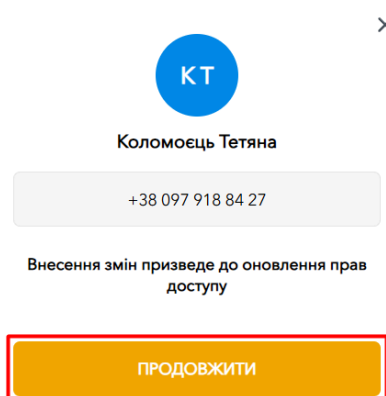 КТ
Коломоєць Тетяна
+38 097 918 84 27
Внесення змін призведе до оновлення прав
доступу
ПРОДОВЖИТИ